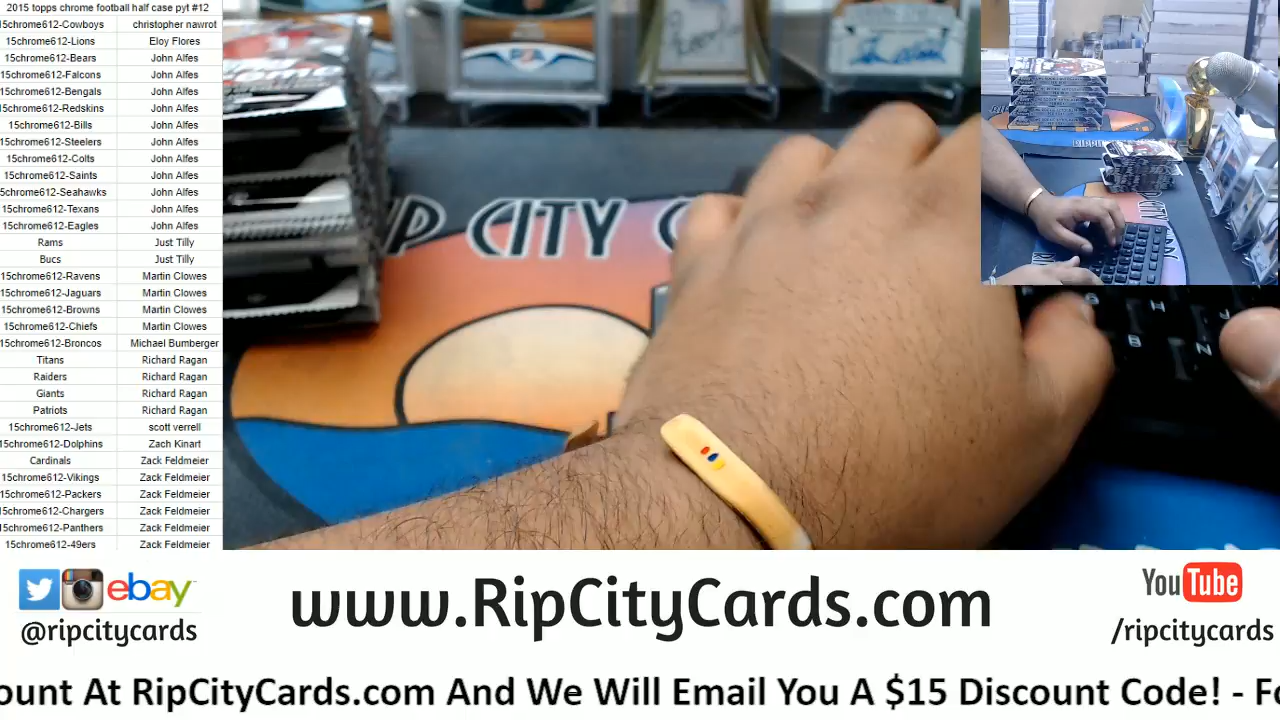 2015 topps chrome football half case pyt #12
15chrome612-Cowboys christopher nawrot
15chrome612-Lions Eloy Flores
15chrome612-Bears John Alfes
15chrome612-Falcons John Alfes
15chrome612-Bengals John Alfes
15chrome612-Redskins John Alfes
15chrome612-Bills John Alfes
15chrome612-Steelers John Alfes
15chrome612-Colts John Alfes
15chrome612-Saints John Alfes
15chrome612-Seahawks John Alfes
15chrome612-Texans John Alfes
15chrome612-Eagles John Alfes
Rams Just Tilly
Bucs Just Tilly
15chrome612-Ravens Martin Clowes
15chrome612-Jaguars Martin Clowes
15chrome612-Browns Martin Clowes
15chrome612-Chiefs Martin Clowes
15chrome612-Broncos Michael Bumberger
Titans Richard Ragan
Raiders Richard Ragan
Giants Richard Ragan
Patriots Richard Ragan
15chrome612-Jets scott verrell
15chrome612-Dolphins Zach Kinart
Cardinals Zack Feldmeier
15chrome612-Vikings Zack Feldmeier
15chrome612-Packers Zack Feldmeier
15chrome612-Chargers Zack Feldmeier
15chrome612-Panthers Zack Feldmeier
15chrome612-49ers Zack Feldmeier
IP CITY C
H J
B N
ebay
@ripcitycards
www.RipCityCards.com
YouTube
/ripcitycards
ount At RipCityCards.com And We Will Email You A $15 Discount Code! - Fo